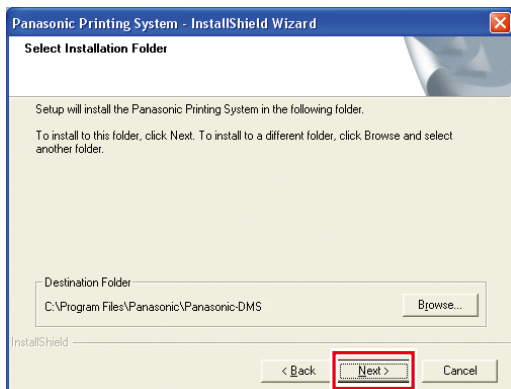 Panasonic Printing System - InstallShield Wizard
Select Installation Folder
Setup will install the Panasonic Printing System in the following folder.
To install to this folder, click Next. To install to a different folder, click Browse and select
another folder.
Destination Folder
C:\Program Files\Panasonic\Panasonic-DMS
Browse...
InstallShield
< Back
Next >
Cancel